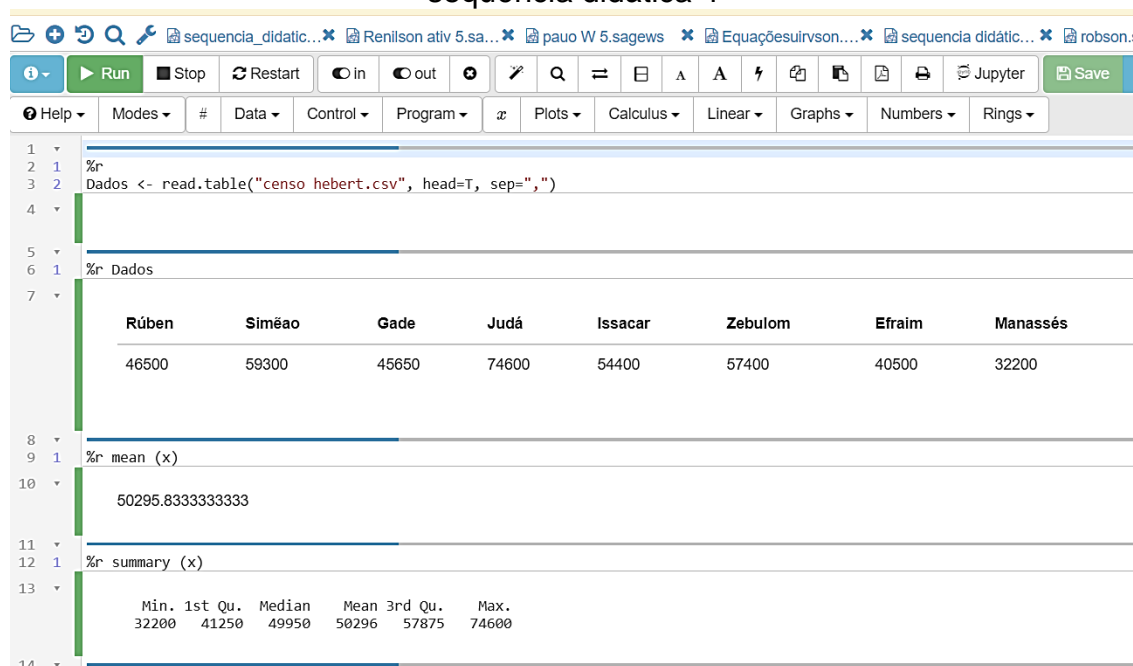 sequencia_didatic... Renilson ativ 5.sa... pauo W 5.sagews Equaçõesuirvson.... sequencia didátic... robson.
Run Stop Restart in out A A Jupyter Save
Help Modes # Data Control Program x Plots Calculus Linear Graphs Numbers Rings
1
2 1 %r
3 2 Dados <- read.table("censo hebert.csv", head=T, sep=",")
4
5
6 1 %r Dados
7
Rúben Simẽao Gade Judá Issacar Zebulom Efraim Manassés
46500 59300 45650 74600 54400 57400 40500 32200
8
9 1 %r mean (x)
10
50295.8333333333
11
12 1 %r summary (x)
13
Min. 1st Qu. Median Mean 3rd Qu. Max.
32200 41250 49950 50296 57875 74600
14